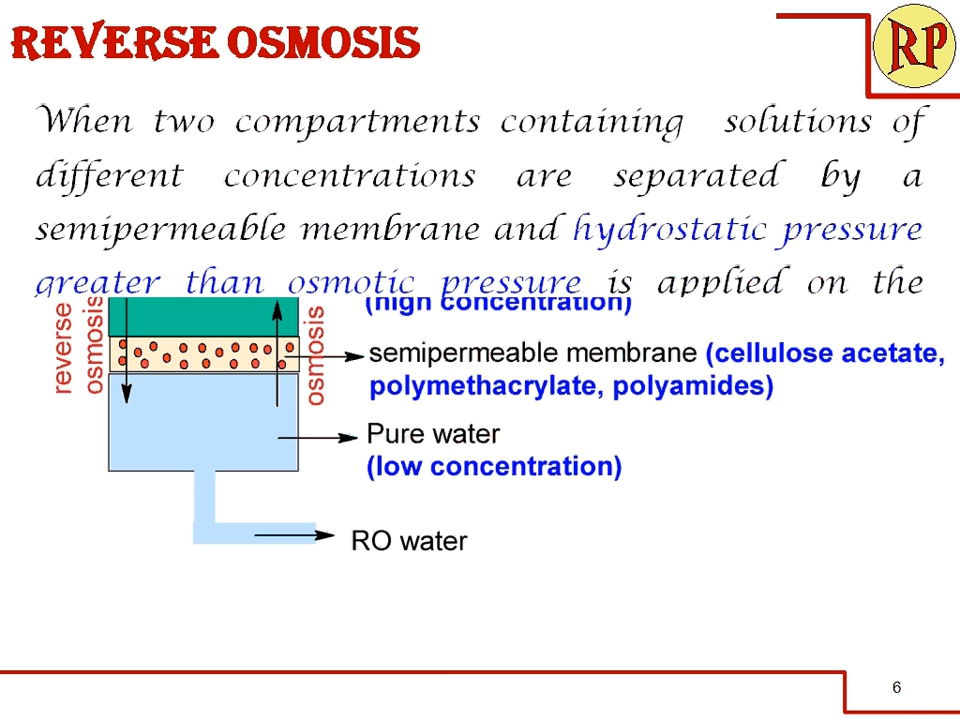 REVERSE OSMOSIS
RP
When two compartments containing solutions of
different concentrations are separated by a
semipermeable membrane and hydrostatic pressure
greater than osmotic pressure is applied on the
(high concentration)
reverse
osmosis
osmosis
semipermeable membrane (cellulose acetate,
polymethacrylate, polyamides)
Pure water
(low concentration)
RO water
6